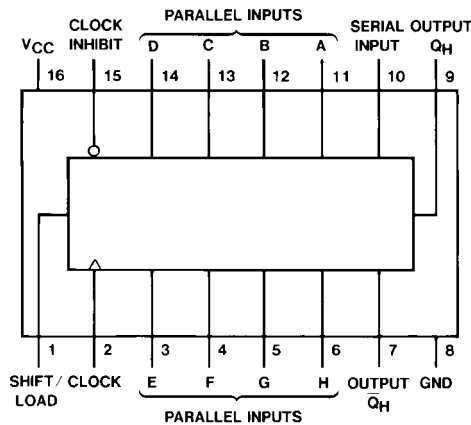 PARALLEL INPUTS
CLOCK INHIBIT
SERIAL INPUT
OUTPUT QH
VCC
D C B A
16 15 14 13 12 11 10 9
1 2 3 4 5 6 7 8
SHIFT/ LOAD
CLOCK
E F G H
OUTPUT Q̅H
GND
PARALLEL INPUTS